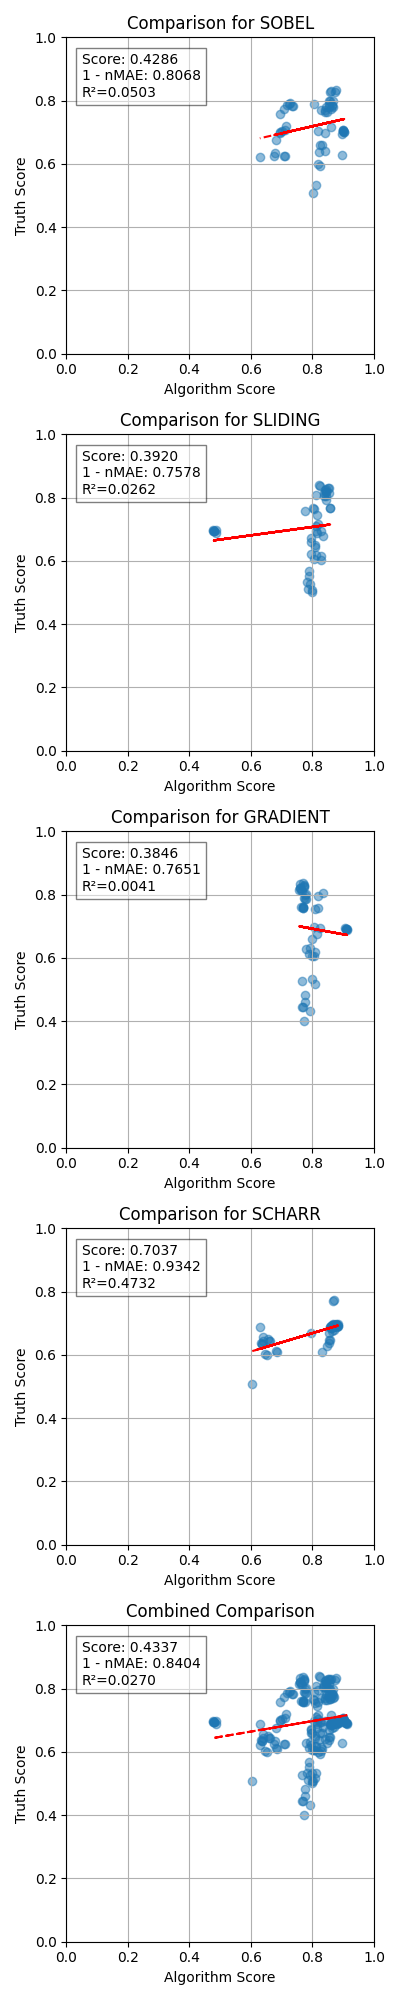 Comparison for SOBEL
Score: 0.4286
1 - nMAE: 0.8068
R²=0.0503
1.0
0.8
0.6
0.4
0.2
0.0
Truth Score
0.0 0.2 0.4 0.6 0.8 1.0
Algorithm Score
Comparison for SLIDING
Score: 0.3920
1 - nMAE: 0.7578
R²=0.0262
1.0
0.8
0.6
0.4
0.2
0.0
Truth Score
0.0 0.2 0.4 0.6 0.8 1.0
Algorithm Score
Comparison for GRADIENT
Score: 0.3846
1 - nMAE: 0.7651
R²=0.0041
1.0
0.8
0.6
0.4
0.2
0.0
Truth Score
0.0 0.2 0.4 0.6 0.8 1.0
Algorithm Score
Comparison for SCHARR
Score: 0.7037
1 - nMAE: 0.9342
R²=0.4732
1.0
0.8
0.6
0.4
0.2
0.0
Truth Score
0.0 0.2 0.4 0.6 0.8 1.0
Algorithm Score
Combined Comparison
Score: 0.4337
1 - nMAE: 0.8404
R²=0.0270
1.0
0.8
0.6
0.4
0.2
0.0
Truth Score
0.0 0.2 0.4 0.6 0.8 1.0
Algorithm Score